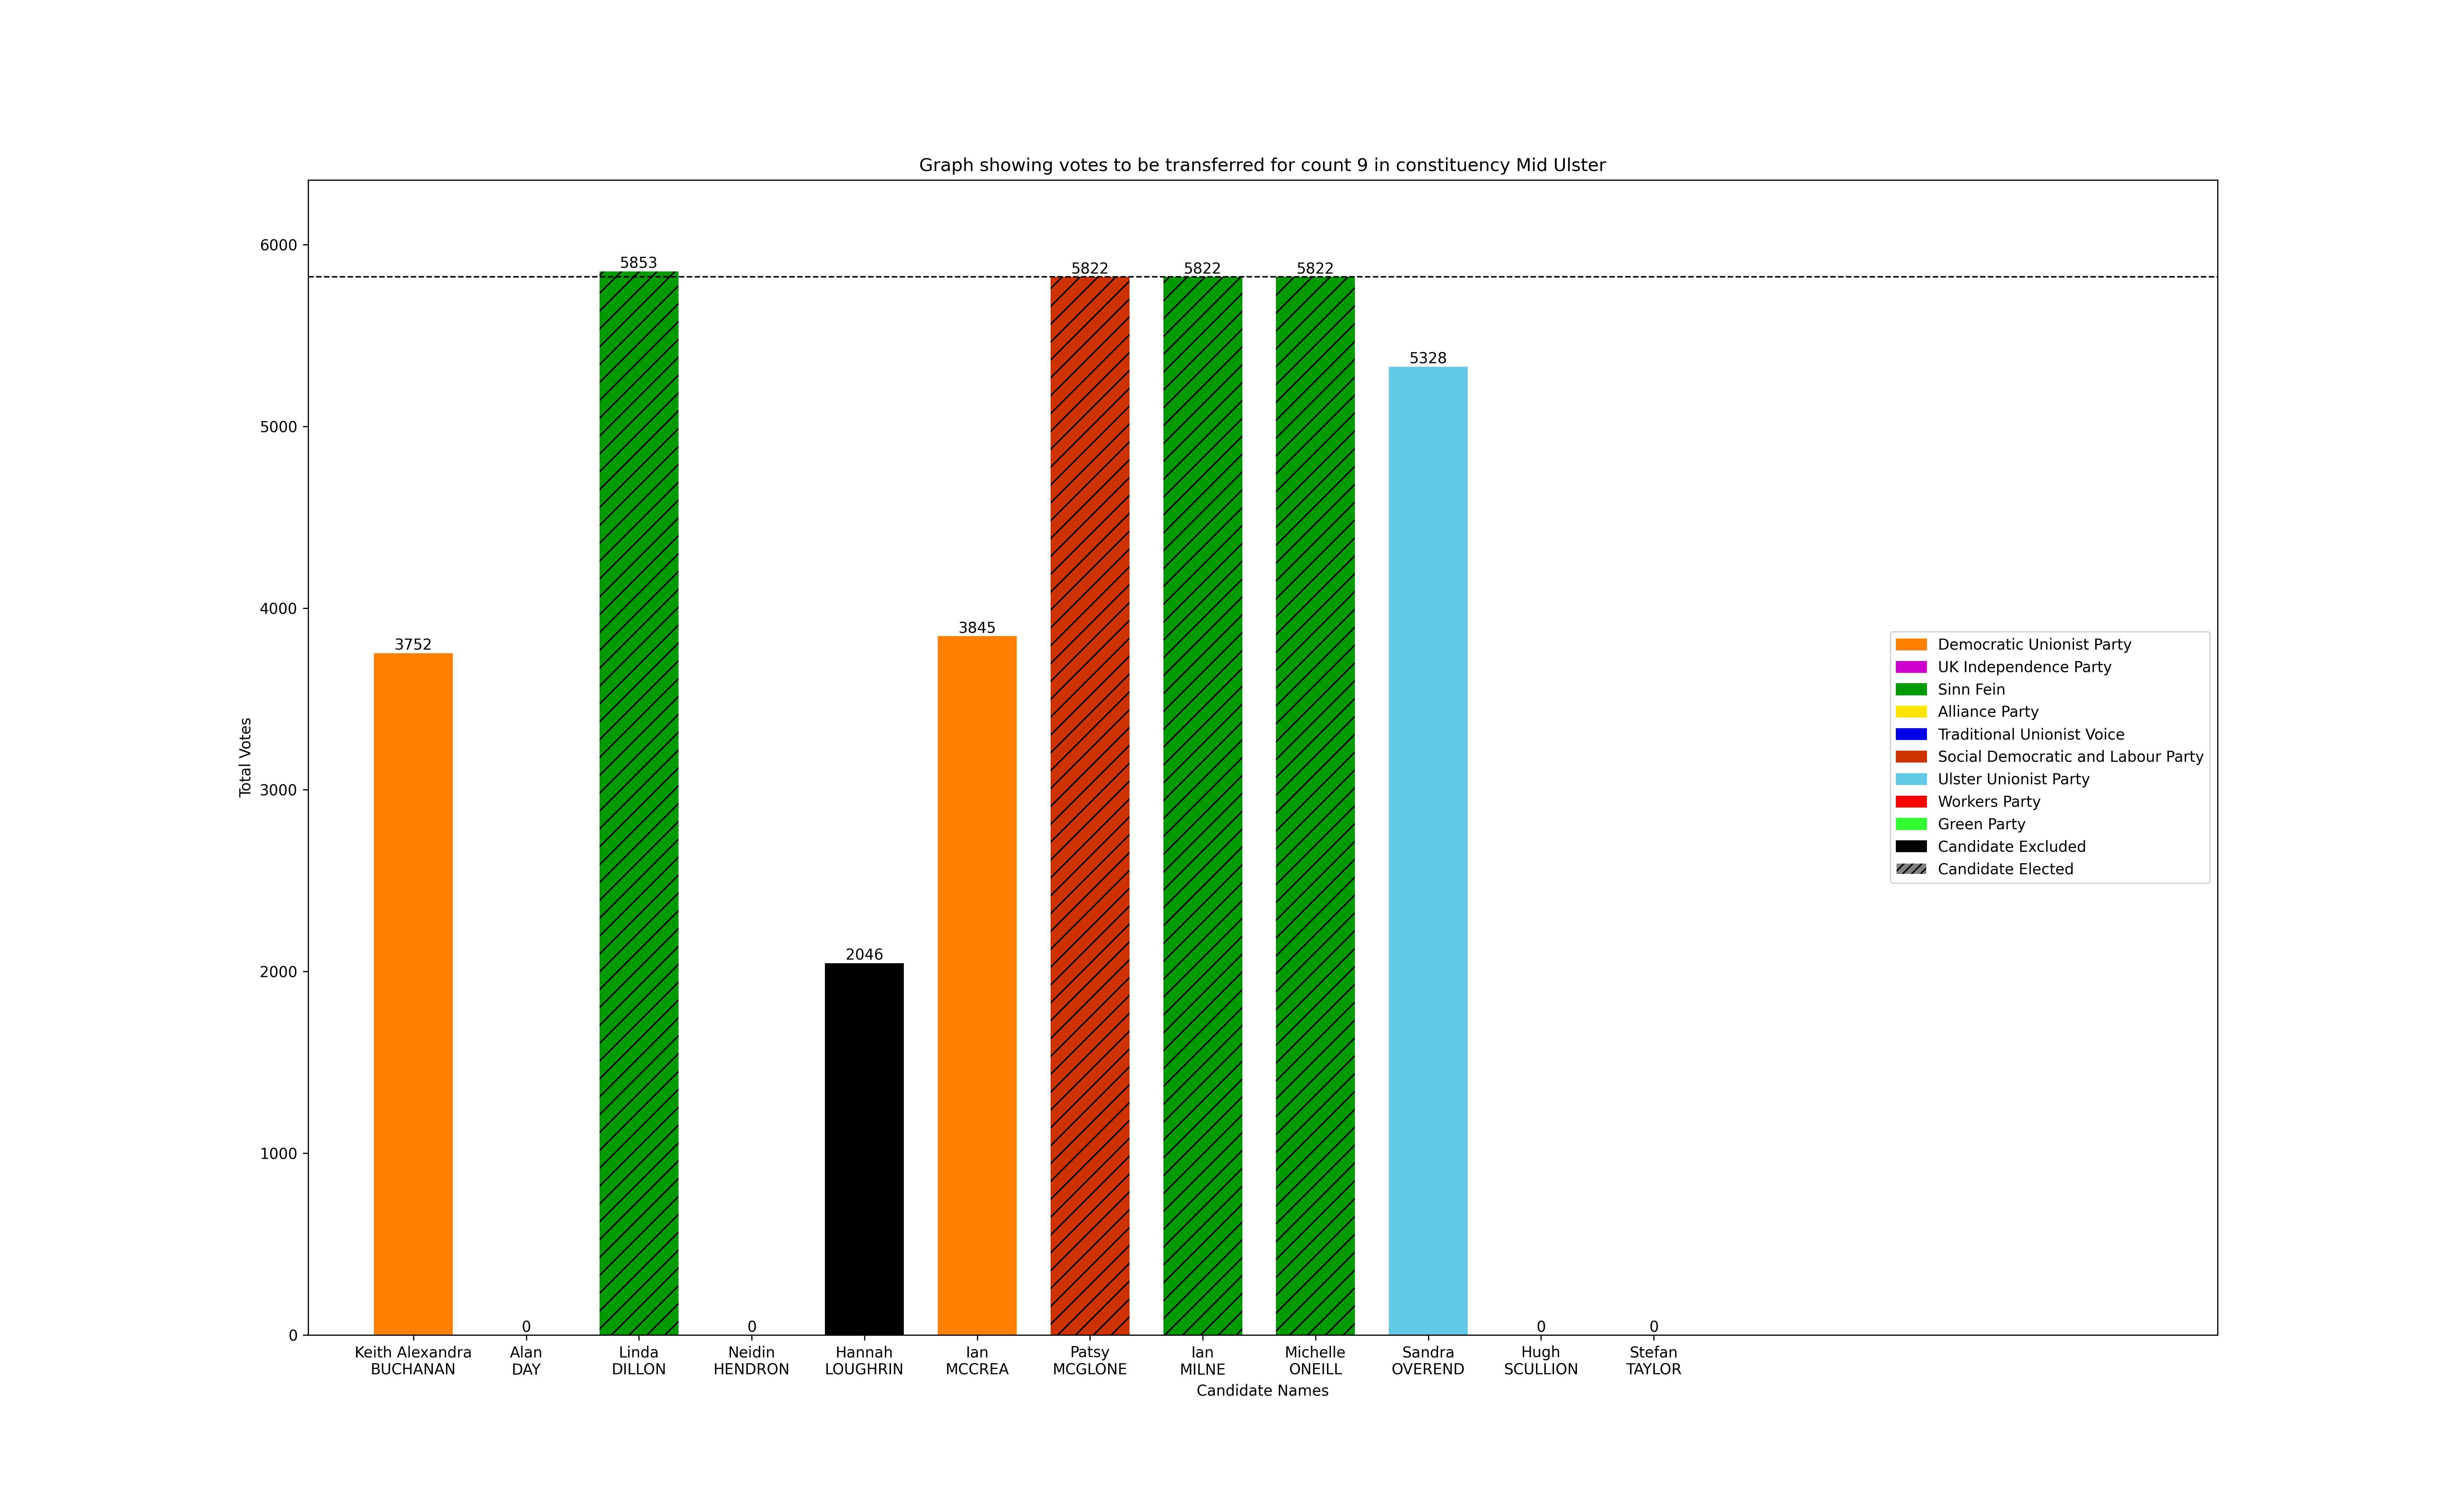 Graph showing votes to be transferred for count 9 in constituency Mid Ulster
6000
5000
4000
3000
2000
1000
0
Total Votes
3752
0
5853
0
2046
3845
5822
5822
5822
5328
0
0
Democratic Unionist Party
UK Independence Party
Sinn Fein
Alliance Party
Traditional Unionist Voice
Social Democratic and Labour Party
Ulster Unionist Party
Workers Party
Green Party
Candidate Excluded
Candidate Elected
Keith Alexandra
BUCHANAN
Alan
DAY
Linda
DILLON
Neidin
HENDRON
Hannah
LOUGHRIN
Ian
MCCREA
Patsy
MCGLONE
Ian
MILNE
Michelle
ONEILL
Sandra
OVEREND
Hugh
SCULLION
Stefan
TAYLOR
Candidate Names